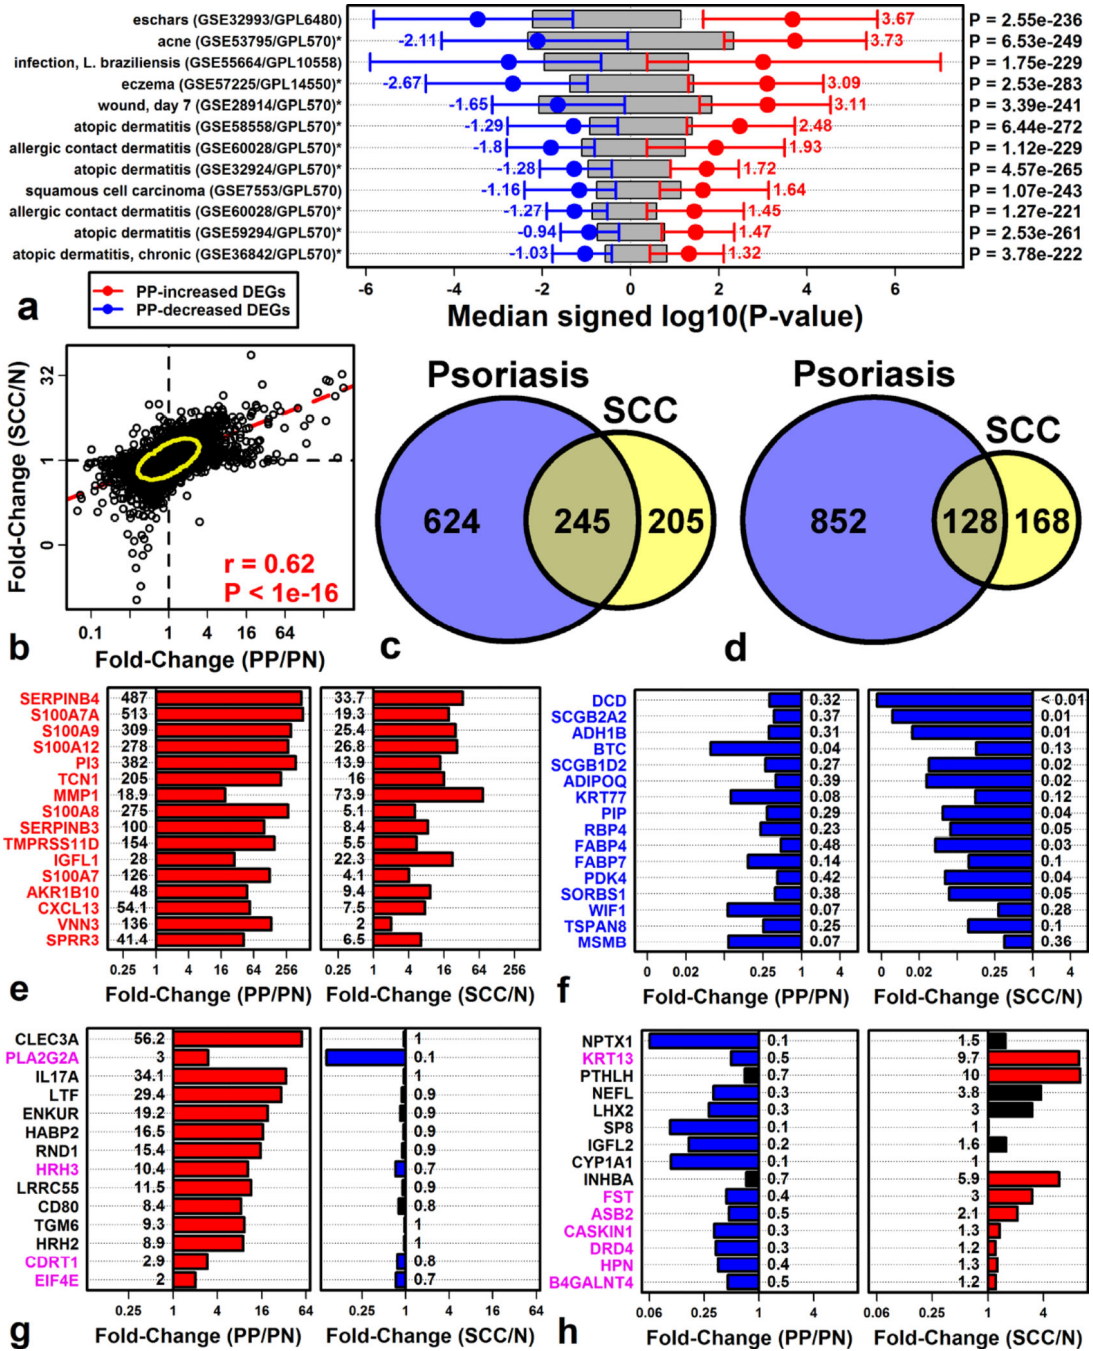 eschars (GSE32993/GPL6480) 3.67 P = 2.55e-236
acne (GSE53795/GPL570)* -2.11 3.73 P = 6.53e-249
infection, L. braziliensis (GSE55664/GPL10558) P = 1.75e-229
eczema (GSE57225/GPL14550)* -2.67 3.09 P = 2.53e-283
wound, day 7 (GSE28914/GPL570)* -1.65 3.11 P = 3.39e-241
atopic dermatitis (GSE58558/GPL570)* -1.29 2.48 P = 6.44e-272
allergic contact dermatitis (GSE60028/GPL570)* -1.8 1.93 P = 1.12e-229
atopic dermatitis (GSE32924/GPL570)* -1.28 1.72 P = 4.57e-265
squamous cell carcinoma (GSE7553/GPL570) -1.16 1.64 P = 1.07e-243
allergic contact dermatitis (GSE60028/GPL570)* -1.27 1.45 P = 1.27e-221
atopic dermatitis (GSE59294/GPL570)* -0.94 1.47 P = 2.53e-261
atopic dermatitis, chronic (GSE36842/GPL570)* -1.03 1.32 P = 3.78e-222
-6 -4 -2 0 2 4 6
Median signed log10(P-value)
PP-increased DEGs
PP-decreased DEGs
a
Fold-Change (SCC/N)
32
1
0
r = 0.62
P < 1e-16
0.1 1 4 16 64
Fold-Change (PP/PN)
b
Psoriasis
SCC
624 245 205
c
Psoriasis
SCC
852 128 168
d
SERPINB4 487 33.7
S100A7A 513 19.3
S100A9 309 25.4
S100A12 278 26.8
PI3 382 13.9
TCN1 205 16
MMP1 18.9 73.9
S100A8 275 5.1
SERPINB3 100 8.4
TMPRSS11D 154 5.5
IGFL1 28 22.3
S100A7 126 4.1
AKR1B10 48 9.4
CXCL13 54.1 7.5
VNN3 136 2
SPRR3 41.4 6.5
0.25 1 4 16 64 256 0.25 1 4 16 64 256
Fold-Change (PP/PN) Fold-Change (SCC/N)
e
DCD 0.32 < 0.01
SCGB2A2 0.37 0.01
ADH1B 0.31 0.01
BTC 0.04 0.13
SCGB1D2 0.27 0.02
ADIPOQ 0.39 0.02
KRT77 0.08 0.12
PIP 0.29 0.04
RBP4 0.23 0.05
FABP4 0.48 0.03
FABP7 0.14 0.1
PDK4 0.42 0.04
SORBS1 0.38 0.05
WIF1 0.07 0.28
TSPAN8 0.25 0.1
MSMB 0.07 0.36
0 0.02 0.25 1 4 0 0.02 0.25 1 4
Fold-Change (PP/PN) Fold-Change (SCC/N)
f
CLEC3A 56.2 1
PLA2G2A 3 0.1
IL17A 34.1 1
LTF 29.4 0.9
ENKUR 19.2 0.9
HABP2 16.5 0.9
RND1 15.4 0.9
HRH3 10.4 0.7
LRRC55 11.5 0.9
CD80 8.4 0.8
TGM6 9.3 1
HRH2 8.9 1
CDRT1 2.9 0.8
EIF4E 2 0.7
0.25 1 4 16 64 0.25 1 4 16 64
Fold-Change (PP/PN) Fold-Change (SCC/N)
g
NPTX1 0.1 1.5
KRT13 0.5 9.7
PTHLH 0.7 10
NEFL 0.3 3.8
LHX2 0.3 3
SP8 0.1 1
IGFL2 0.2 1.6
CYP1A1 0.1 1
INHBA 0.7 5.9
FST 0.4 3
ASB2 0.5 2.1
CASKIN1 0.3 1.3
DRD4 0.3 1.2
HPN 0.4 1.3
B4GALNT4 0.5 1.2
0.06 0.25 1 4 0.06 0.25 1 4
Fold-Change (PP/PN) Fold-Change (SCC/N)
h